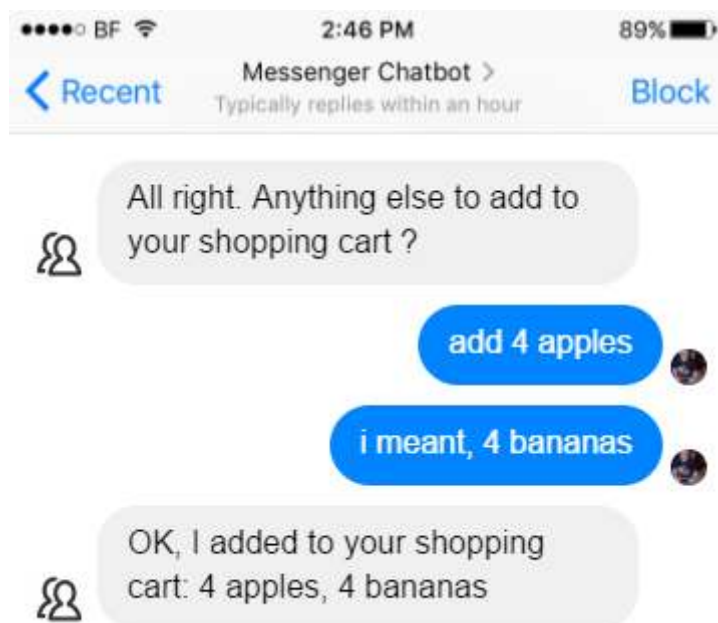 BF 2:46 PM 89%
Recent Messenger Chatbot > Block
Typically replies within an hour
All right. Anything else to add to
your shopping cart ?
add 4 apples
i meant, 4 bananas
OK, I added to your shopping
cart: 4 apples, 4 bananas